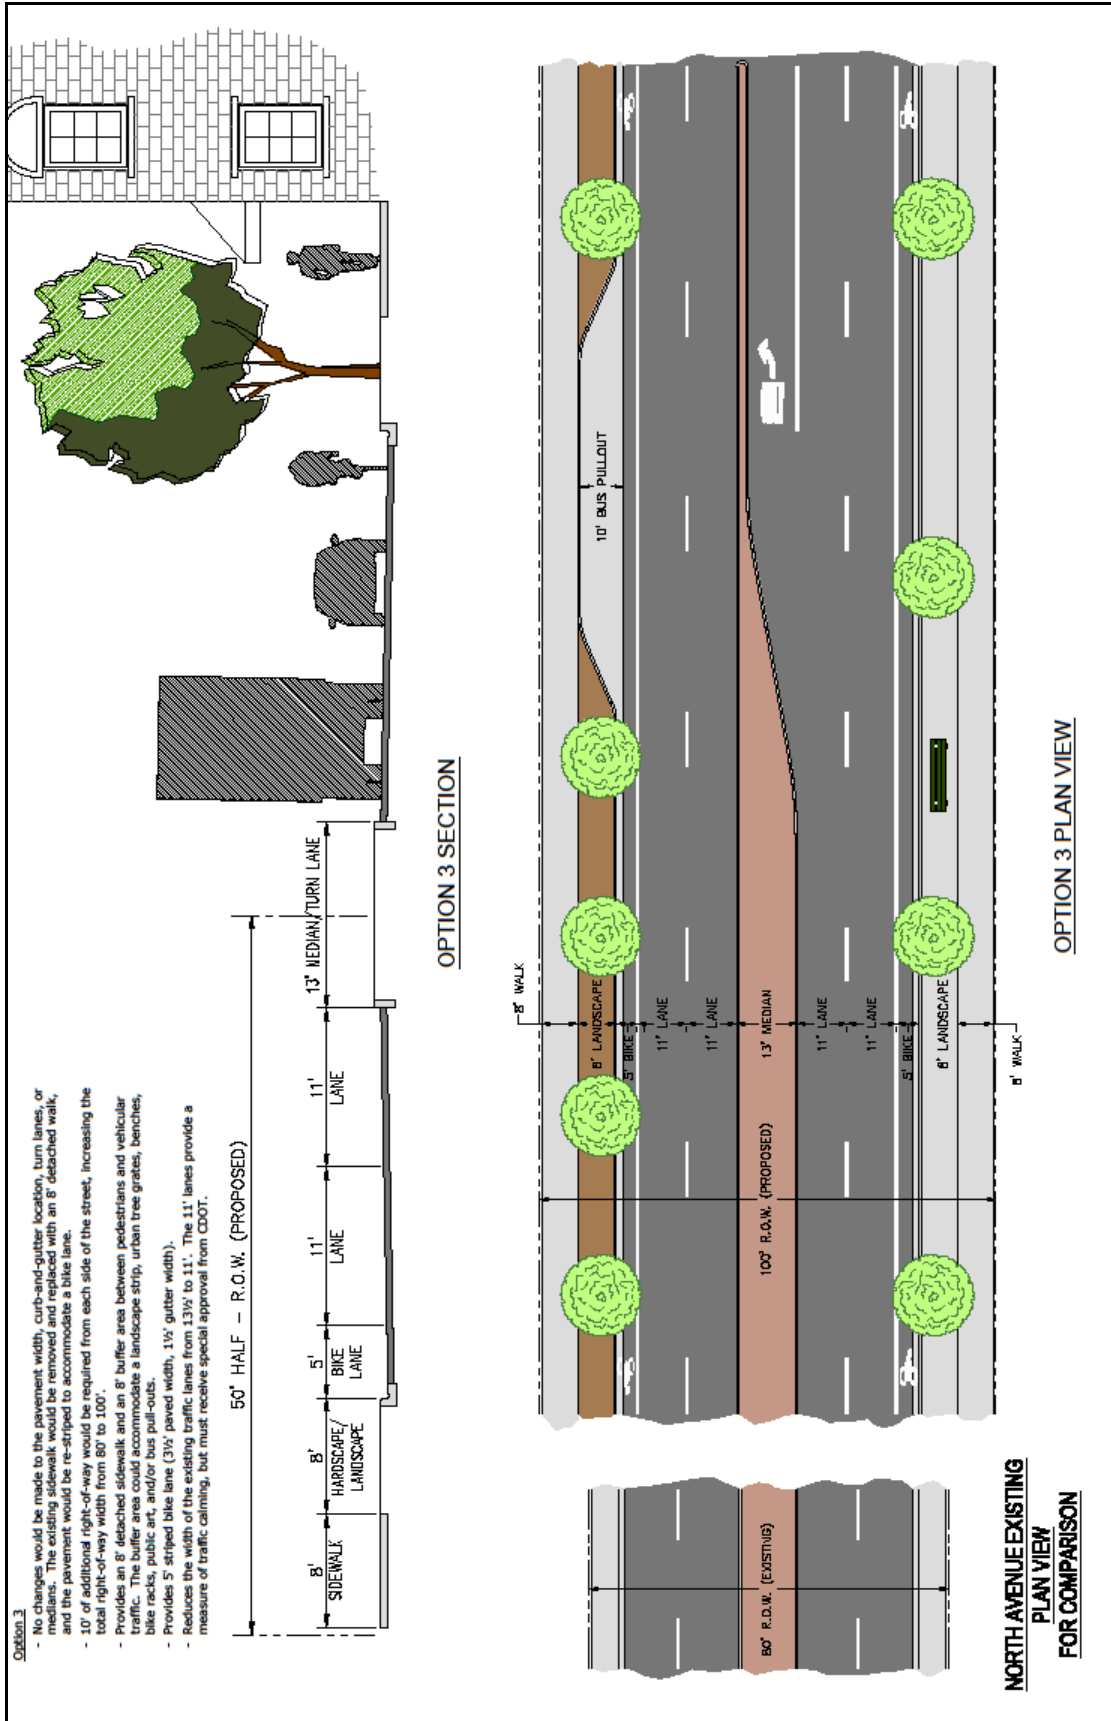 Option 3
- No changes would be made to the pavement width, curb-and-gutter location, turn lanes, or
medians. The existing sidewalk would be removed and replaced with an 8' detached walk,
and the pavement would be re-striped to accommodate a bike lane.
- 10' of additional right-of-way would be required from each side of the street, increasing the
total right-of-way width from 80' to 100'.
- Provides an 8' detached sidewalk and an 8' buffer area between pedestrians and vehicular
traffic. The buffer area could accommodate a landscape strip, urban tree grates, benches,
bike racks, public art, and/or bus pull-outs.
- Provides 5' striped bike lane (3½' paved width, 1½' gutter width).
- Reduces the width of the existing traffic lanes from 13½' to 11'. The 11' lanes provide a
measure of traffic calming, but must receive special approval from CDOT.
50' HALF - R.O.W. (PROPOSED)
8'
SIDEWALK
8'
HARDSCAPE/
LANDSCAPE
5'
BIKE
LANE
11'
LANE
11'
LANE
13' MEDIAN/TURN LANE
OPTION 3 SECTION
8' WALK
8' LANDSCAPE
5' BIKE
11' LANE
11' LANE
13' MEDIAN
11' LANE
11' LANE
5' BIKE
8' LANDSCAPE
8' WALK
10' BUS PULLOUT
100' R.O.W. (PROPOSED)
OPTION 3 PLAN VIEW
80' R.O.W. (EXISTING)
NORTH AVENUE EXISTING
PLAN VIEW
FOR COMPARISON